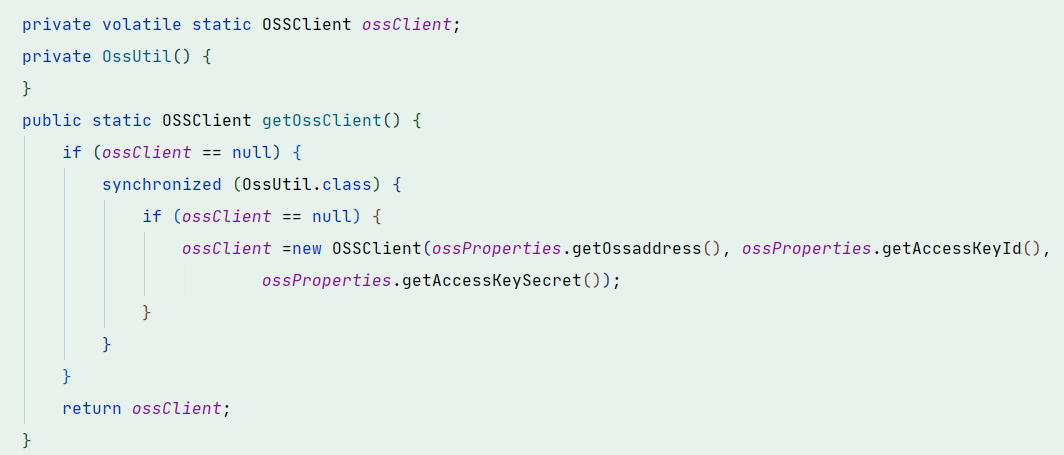 private volatile static OSSClient ossClient;
private OssUtil() {
}
public static OSSClient getOssClient() {
    if (ossClient == null) {
        synchronized (OssUtil.class) {
            if (ossClient == null) {
                ossClient =new OSSClient(ossProperties.getOssaddress(), ossProperties.getAccessKeyId(),
                        ossProperties.getAccessKeySecret());
            }
        }
    }
    return ossClient;
}